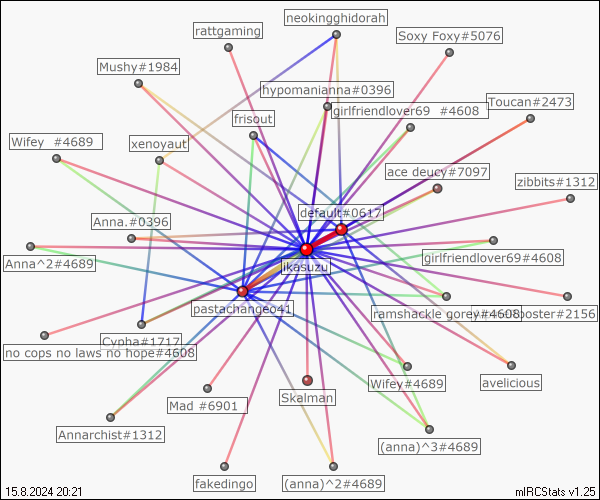 neokingghidorah
rattgaming
Soxy Foxy#5076
Mushy#1984
hypomanianna#0396
girlfriendlover69 #4608
Toucan#2473
frisout
Wifey #4689
xenoyaut
ace deucy#7097
zibbits#1312
default#0617
Anna.#0396
girlfriendlover69#4608
Anna^2#4689
ikasuzu
pastachangeo41
ramshackle gorey#4608
booster#2156
Cypha#1717
no cops no laws no hope#4608
Wifey#4689
avelicious
Skalman
Mad #6901
Annarchist#1312
(anna)^3#4689
fakedingo
(anna)^2#4689
15.8.2024 20:21
mIRCStats v1.25